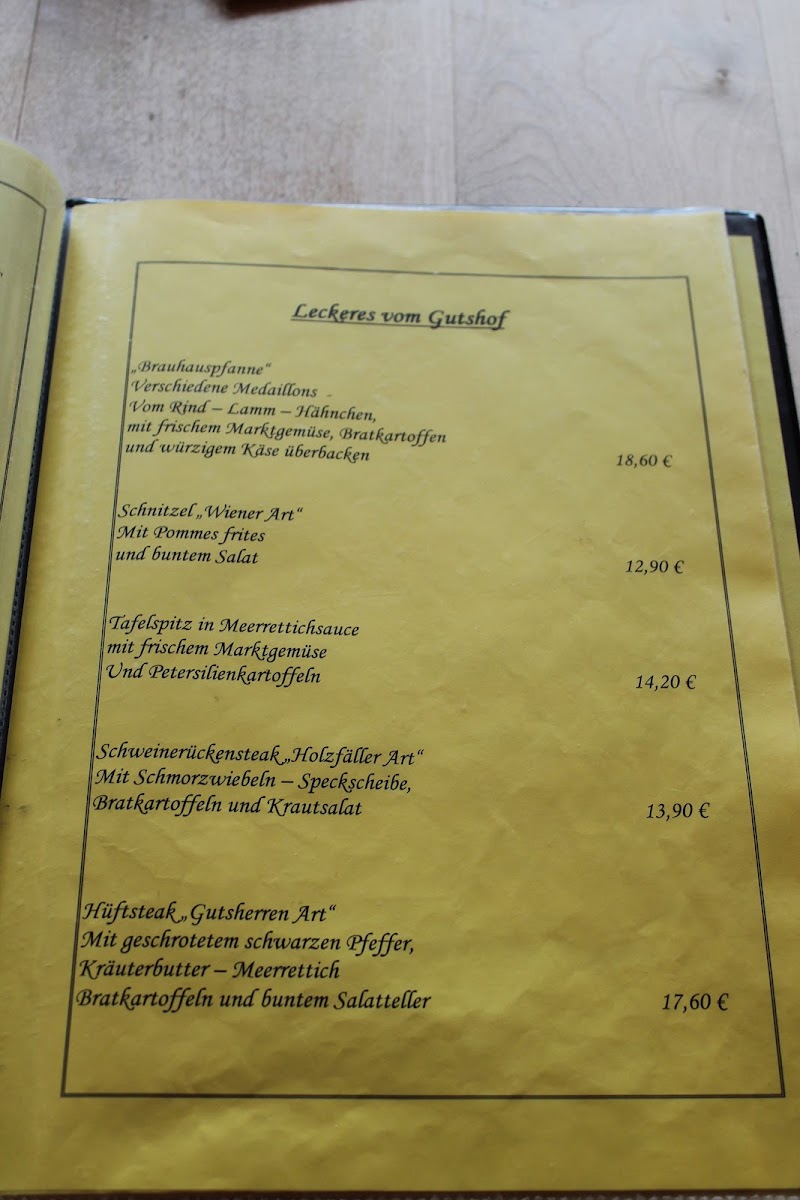 Leckeres vom Gutshof
„Brauhauspfanne“
Verschiedene Medaillons
Vom Rind – Lamm – Hähnchen,
mit frischem Marktgemüse, Bratkartoffen
und würzigem Käse überbacken
18,60 €
Schnitzel „Wiener Art“
Mit Pommes frites
und buntem Salat
12,90 €
Tafelspitz in Meerrettichsauce
mit frischem Marktgemüse
Und Petersilienkartoffeln
14,20 €
Schweinerückensteak „Holzfäller Art“
Mit Schmorzwiebeln – Speckscheibe,
Bratkartoffeln und Krautsalat
13,90 €
Hüftsteak „Gutsherren Art“
Mit geschrotetem schwarzen Pfeffer,
Kräuterbutter – Meerrettich
Bratkartoffeln und buntem Salatteller
17,60 €